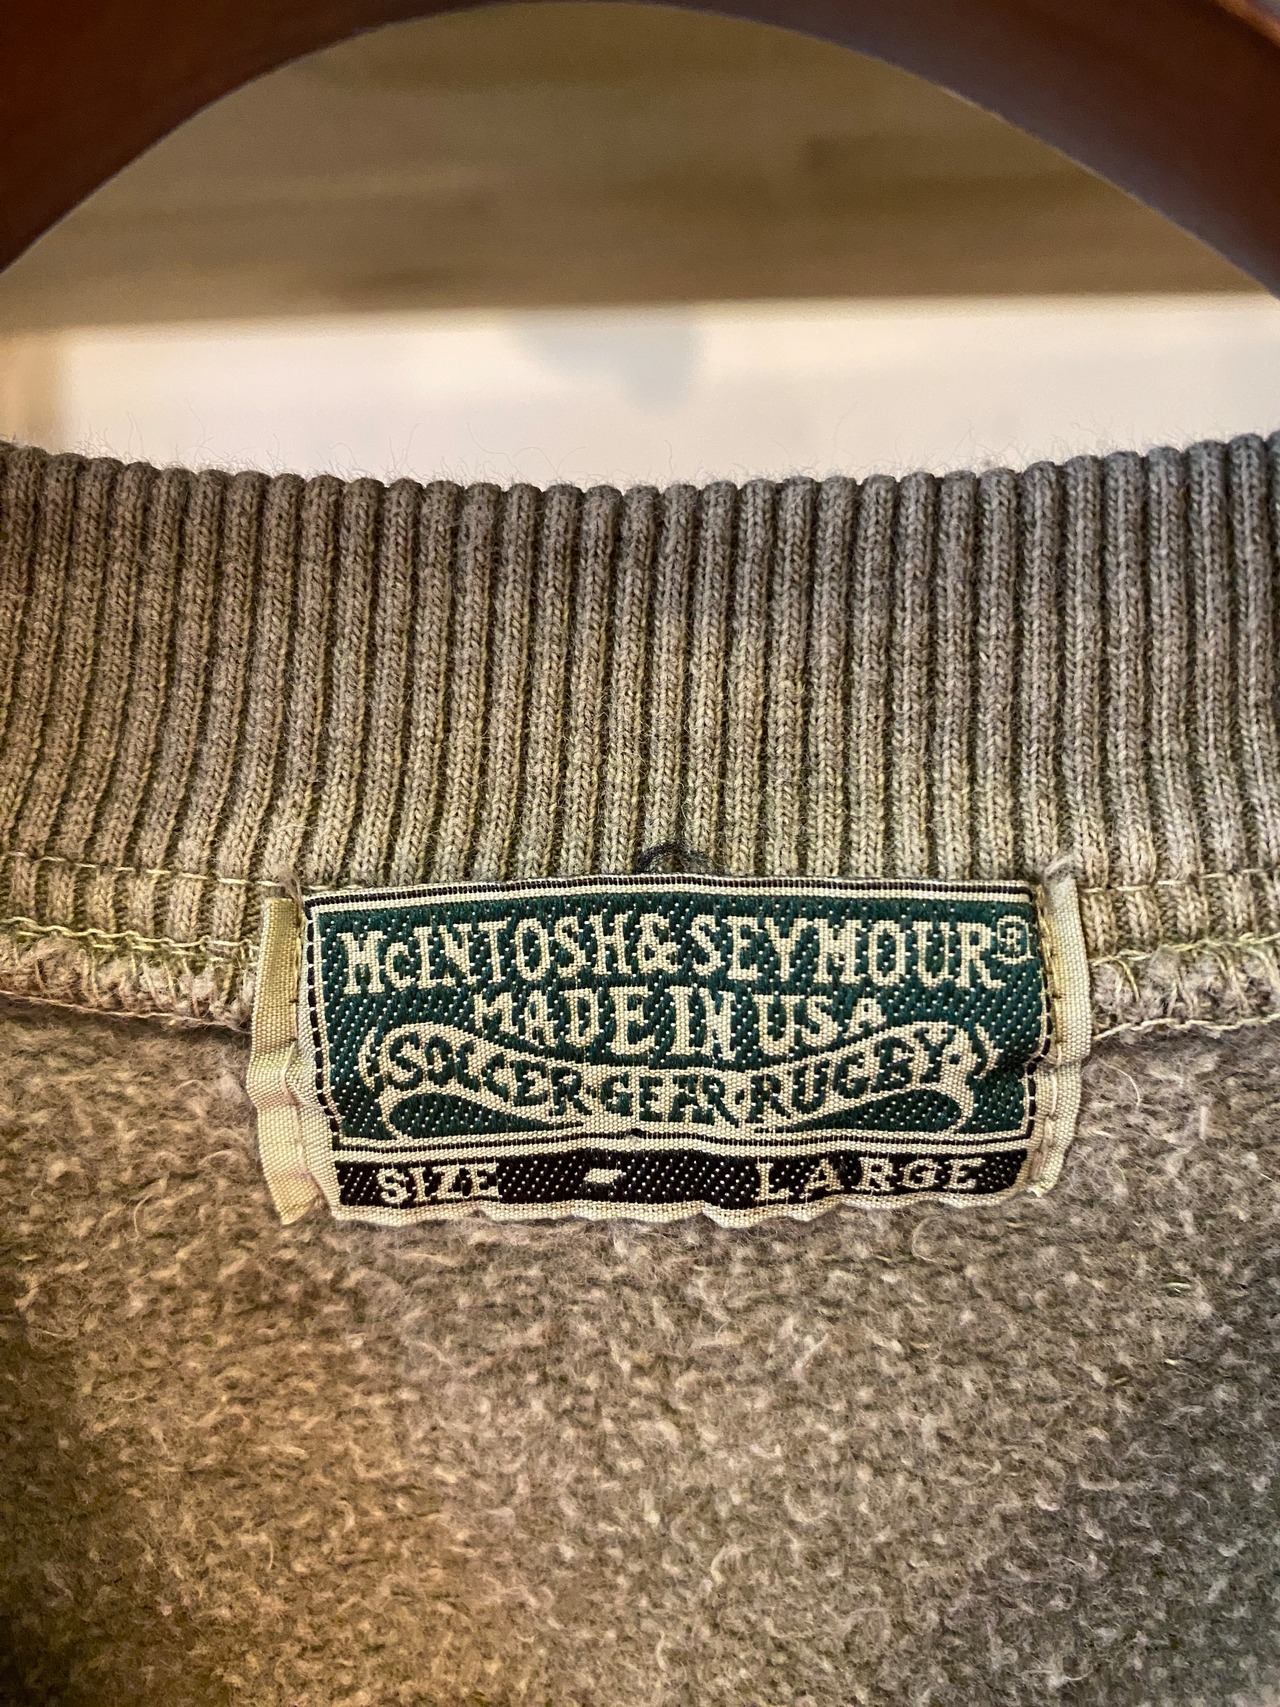 McINTOSH & SEYMOUR®
MADE IN USA
SOCCER·GEAR·RUGBY·
SIZE - LARGE